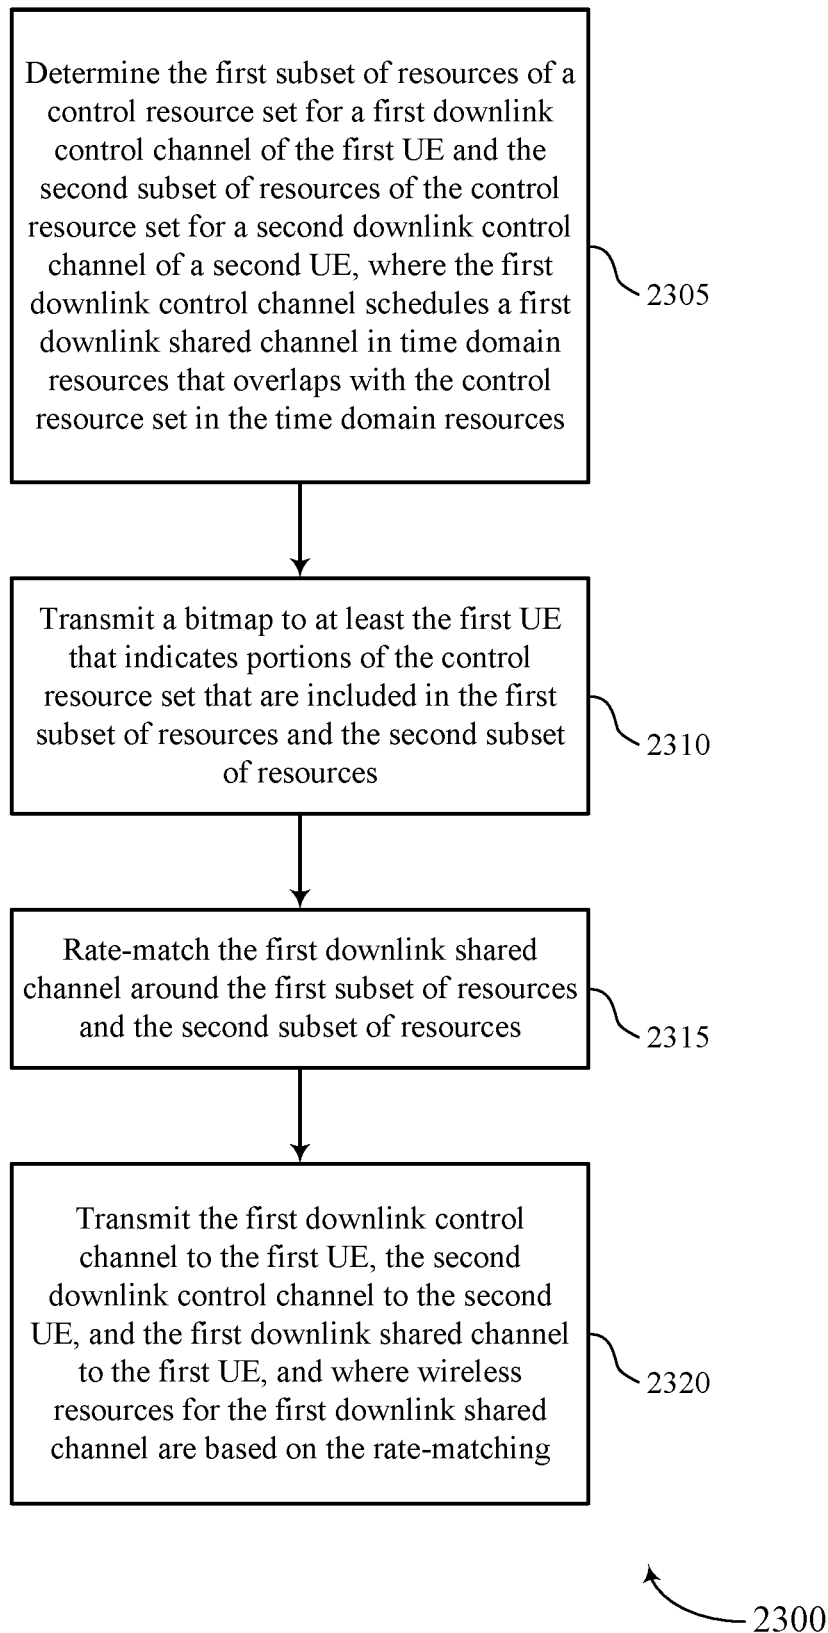 Determine the first subset of resources of a
control resource set for a first downlink
control channel of the first UE and the
second subset of resources of the control
resource set for a second downlink control
channel of a second UE, where the first
downlink control channel schedules a first
downlink shared channel in time domain
resources that overlaps with the control
resource set in the time domain resources
2305
Transmit a bitmap to at least the first UE
that indicates portions of the control
resource set that are included in the first
subset of resources and the second subset
of resources
2310
Rate-match the first downlink shared
channel around the first subset of resources
and the second subset of resources
2315
Transmit the first downlink control
channel to the first UE, the second
downlink control channel to the second
UE, and the first downlink shared channel
to the first UE, and where wireless
resources for the first downlink shared
channel are based on the rate-matching
2320
2300